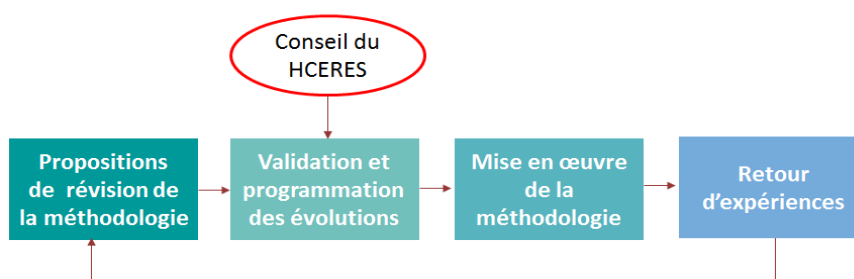 Conseil du
HCERES
Propositions
de révision de
la méthodologie
Validation et
programmation
des évolutions
Mise en œuvre
de la
méthodologie
Retour
d'expériences